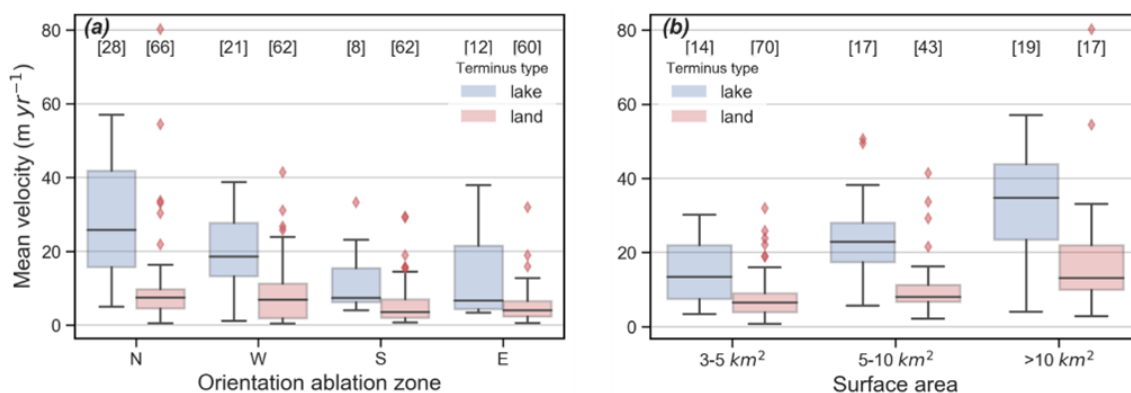 (a)
80
60
40
20
0
Mean velocity (m yr⁻¹)
[28] [66] [21] [62] [8] [62] [12] [60]
Terminus type
lake
land
N W S E
Orientation ablation zone
(b)
80
60
40
20
0
[14] [70] [17] [43] [19] [17]
Terminus type
lake
land
3-5 km² 5-10 km² >10 km²
Surface area